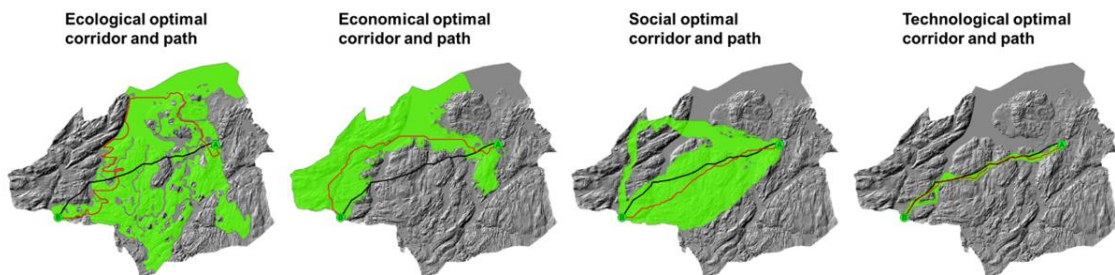 Ecological optimal
corridor and path
Economical optimal
corridor and path
Social optimal
corridor and path
Technological optimal
corridor and path
A
A
A
A